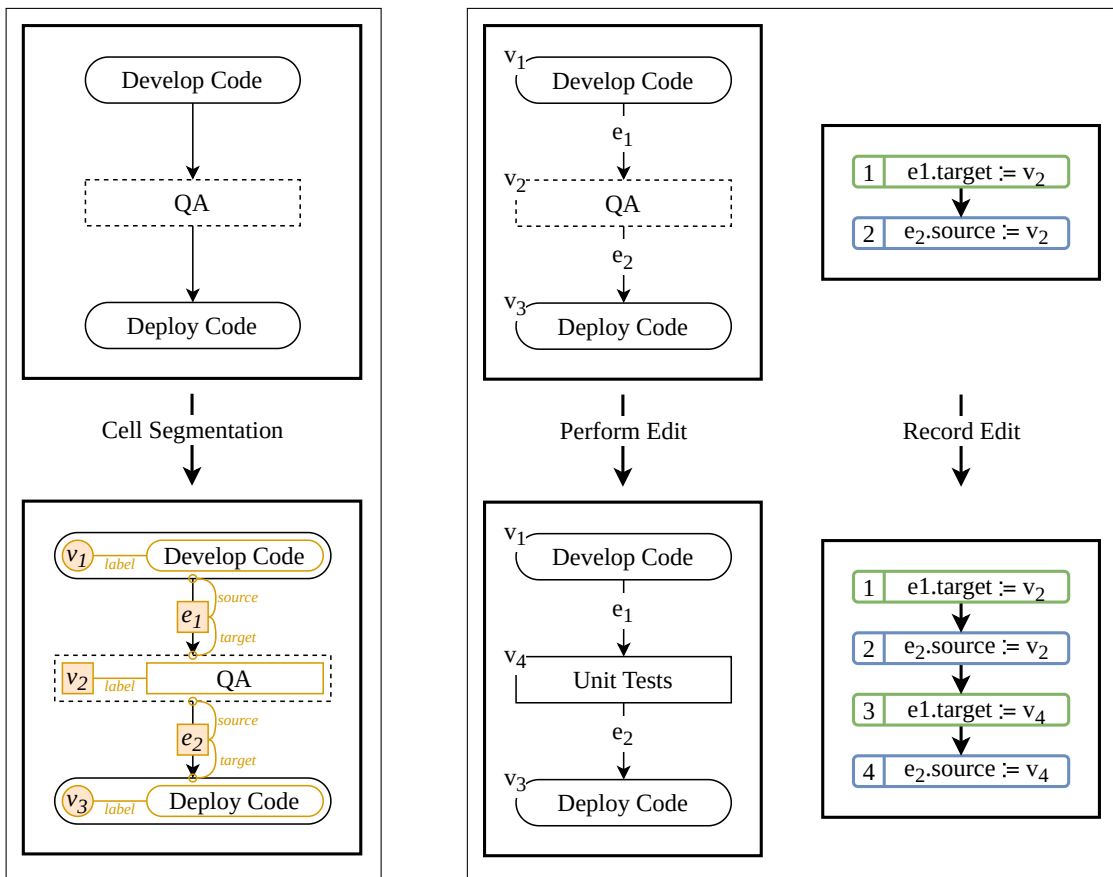 Develop Code
QA
Deploy Code
Cell Segmentation
v1 label Develop Code
source
e1
target
v2 label QA
source
e2
target
v3 label Deploy Code
v1
Develop Code
e1
v2
QA
e2
v3
Deploy Code
1 e1.target := v2
2 e2.source := v2
Perform Edit
Record Edit
v1
Develop Code
e1
v4
Unit Tests
e2
v3
Deploy Code
1 e1.target := v2
2 e2.source := v2
3 e1.target := v4
4 e2.source := v4